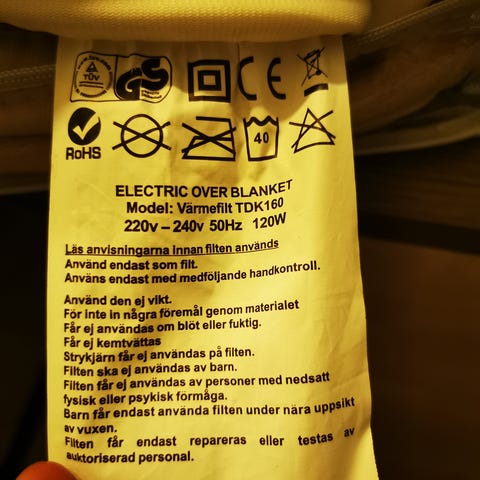 TÜV GS CE
RoHS 40
ELECTRIC OVER BLANKET
Model: Värmefilt TDK160
220v – 240v 50Hz 120W
Läs anvisningarna innan filten används
Använd endast som filt.
Använs endast med medföljande handkontroll.
Använd den ej vikt.
För inte in några föremål genom materialet
Får ej användas om blöt eller fuktig.
Får ej kemtvättas
Strykjärn får ej användas på filten.
Filten ska ej användas av barn.
Filten får ej användas av personer med nedsatt
fysisk eller psykisk förmåga.
Barn får endast använda filten under nära uppsikt
av vuxen.
Filten får endast repareras eller testas av
auktoriserad personal.